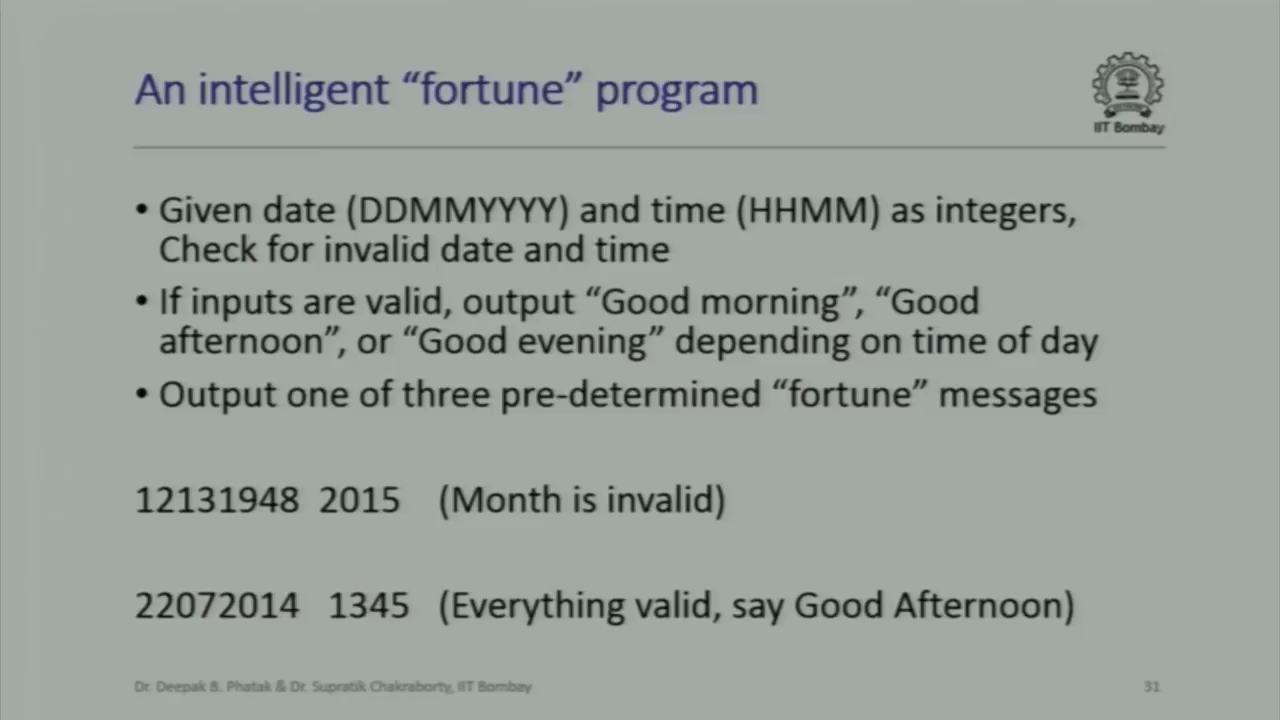 An intelligent “fortune” program
IIT Bombay
• Given date (DDMMYYYY) and time (HHMM) as integers,
Check for invalid date and time
• If inputs are valid, output “Good morning”, “Good
afternoon”, or “Good evening” depending on time of day
• Output one of three pre-determined “fortune” messages
12131948 2015 (Month is invalid)
22072014 1345 (Everything valid, say Good Afternoon)
Dr. Deepak B. Phatak & Dr. Supratik Chakraborty, IIT Bombay
31